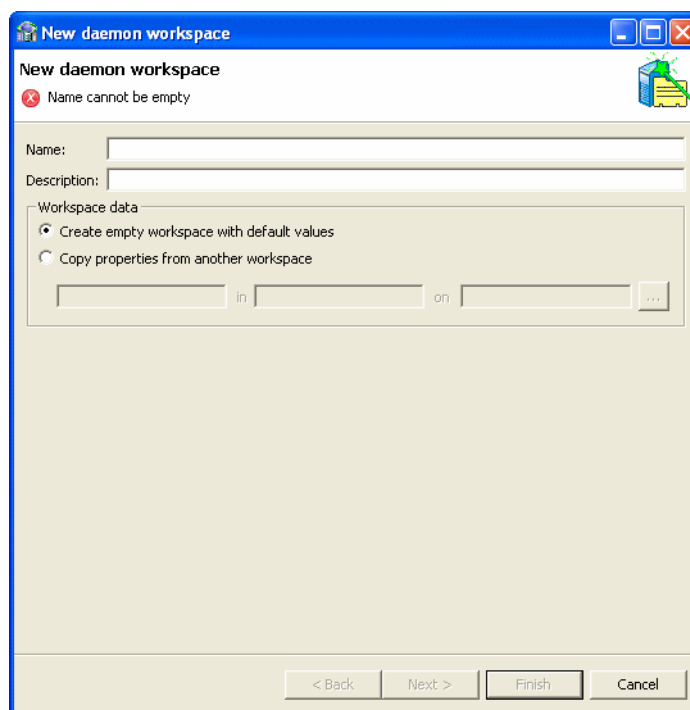 New daemon workspace
New daemon workspace
Name cannot be empty
Name:
Description:
Workspace data
Create empty workspace with default values
Copy properties from another workspace
in on ...
< Back Next > Finish Cancel